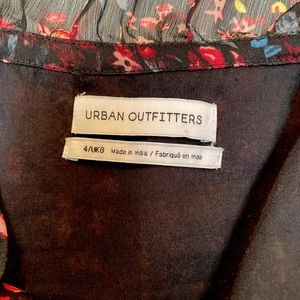 URBAN OUTFITTERS
4/UK8 Made in India / Fabriqué en Inde